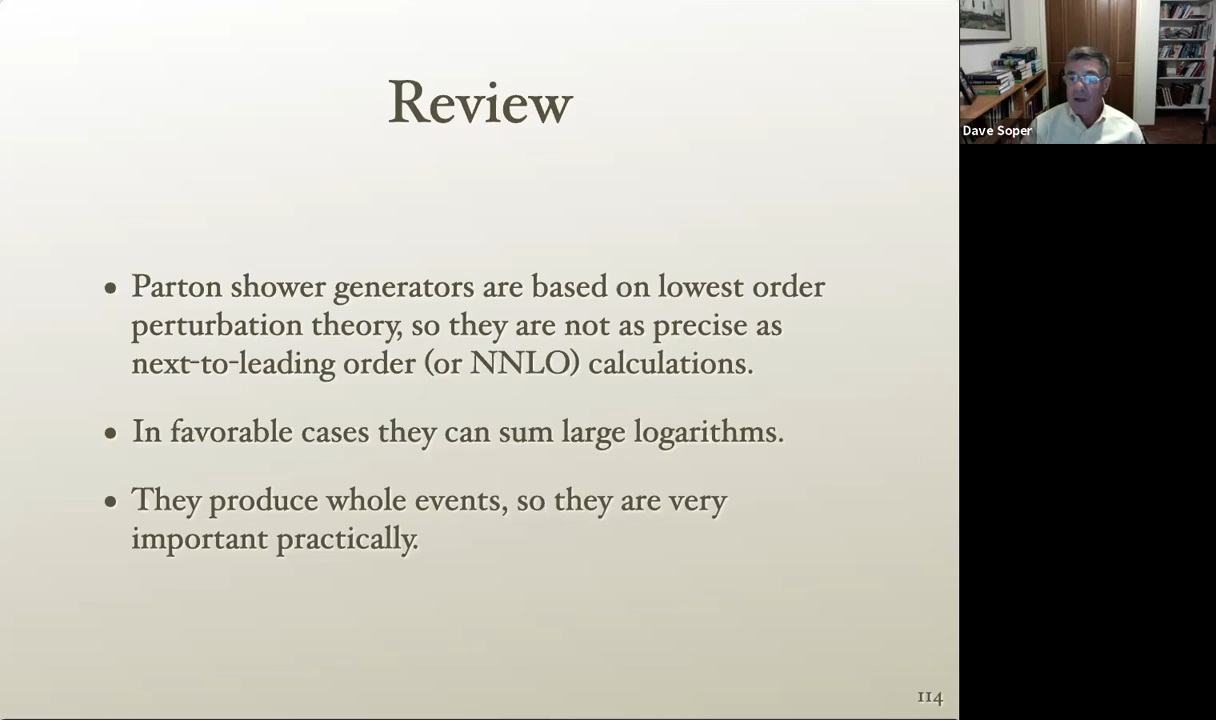 Review
• Parton shower generators are based on lowest order
perturbation theory, so they are not as precise as
next-to-leading order (or NNLO) calculations.
• In favorable cases they can sum large logarithms.
• They produce whole events, so they are very
important practically.
114
Dave Soper